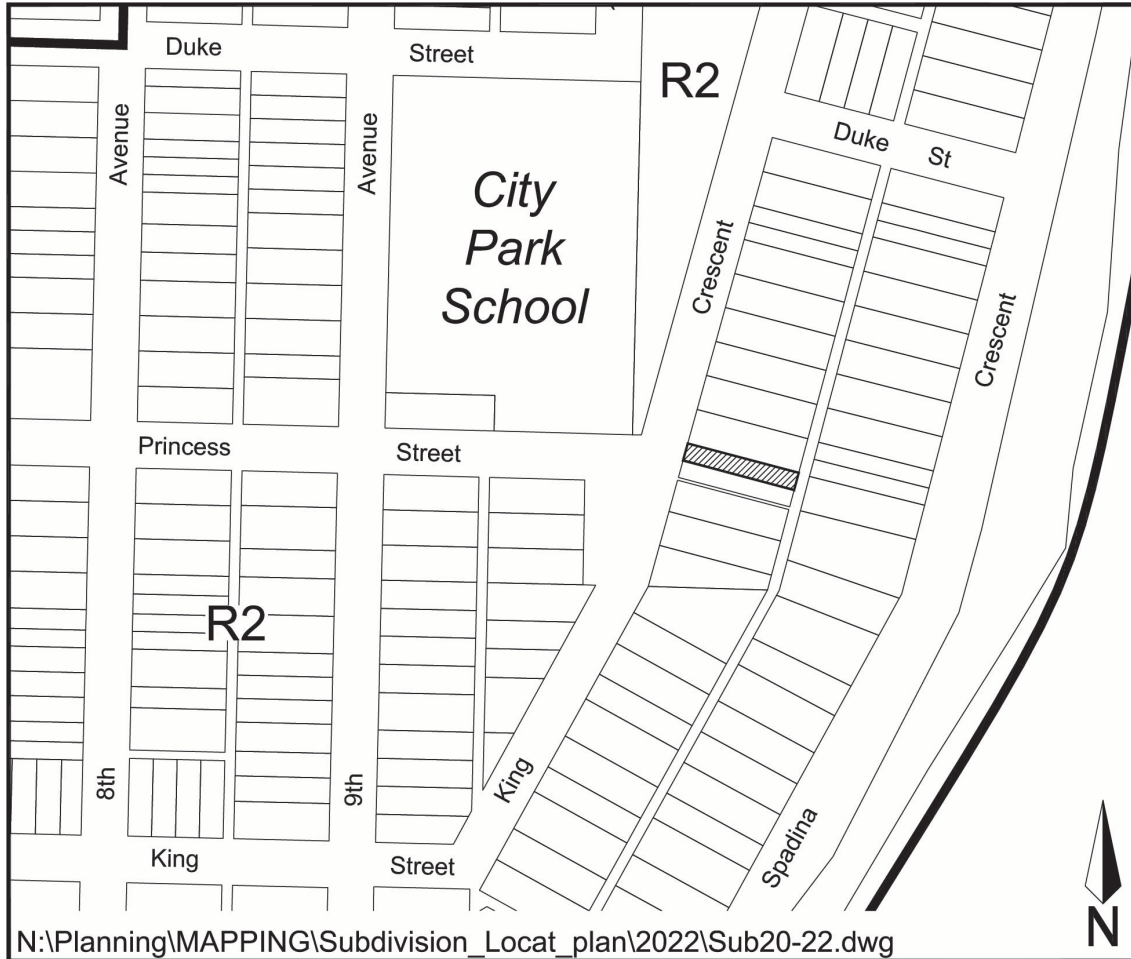 Duke
Street
R2
Avenue
Avenue
City
Park
School
Duke
St
Crescent
Crescent
Princess
Street
R2
8th
9th
King
Spadina
King
Street
N
N:\Planning\MAPPING\Subdivision_Locat_plan\2022\Sub20-22.dwg